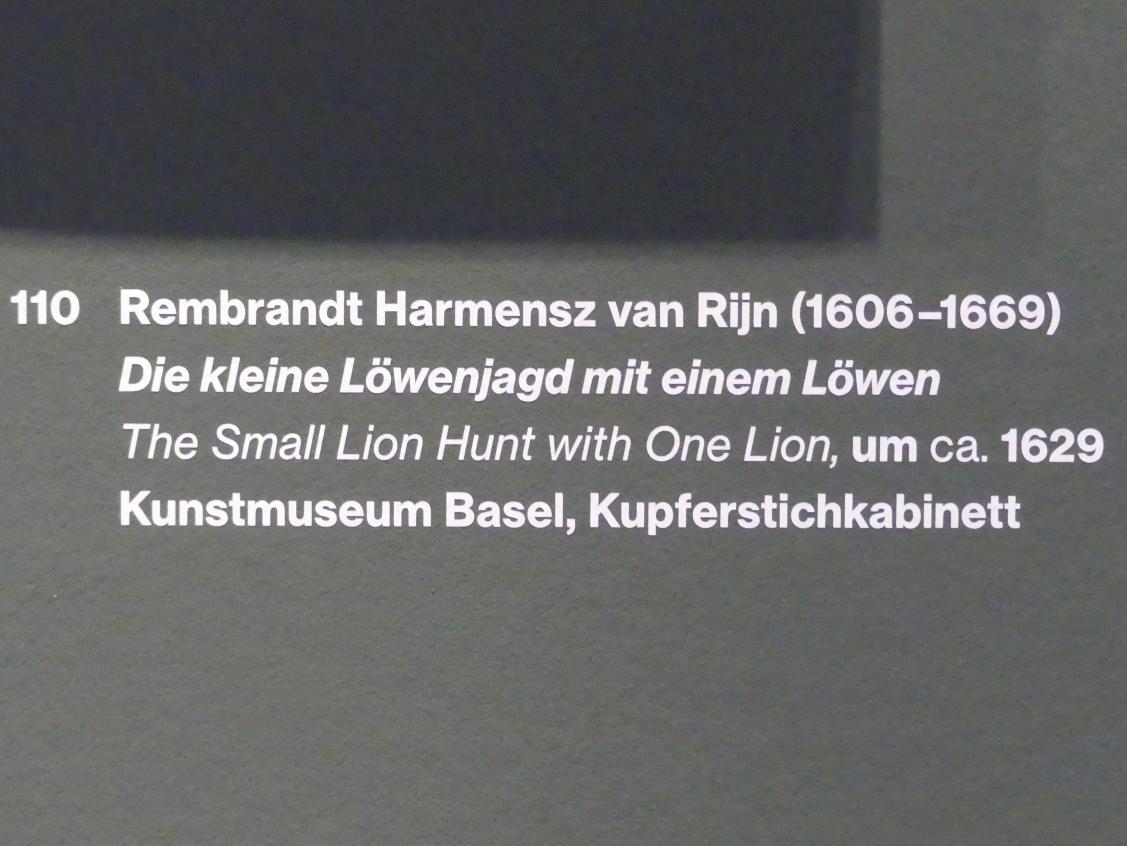 110 Rembrandt Harmensz van Rijn (1606–1669)
Die kleine Löwenjagd mit einem Löwen
The Small Lion Hunt with One Lion, um ca. 1629
Kunstmuseum Basel, Kupferstichkabinett